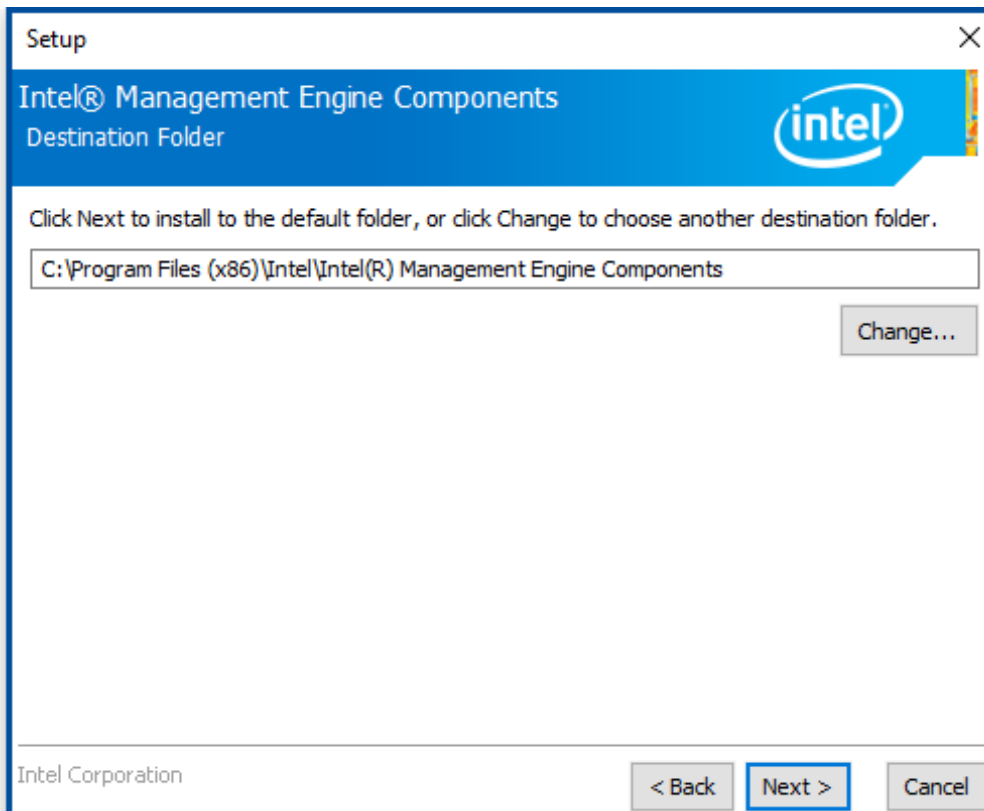 Setup
Intel® Management Engine Components
intel
Destination Folder
Click Next to install to the default folder, or click Change to choose another destination folder.
C:\Program Files (x86)\Intel\Intel(R) Management Engine Components
Change...
Intel Corporation
< Back
Next >
Cancel